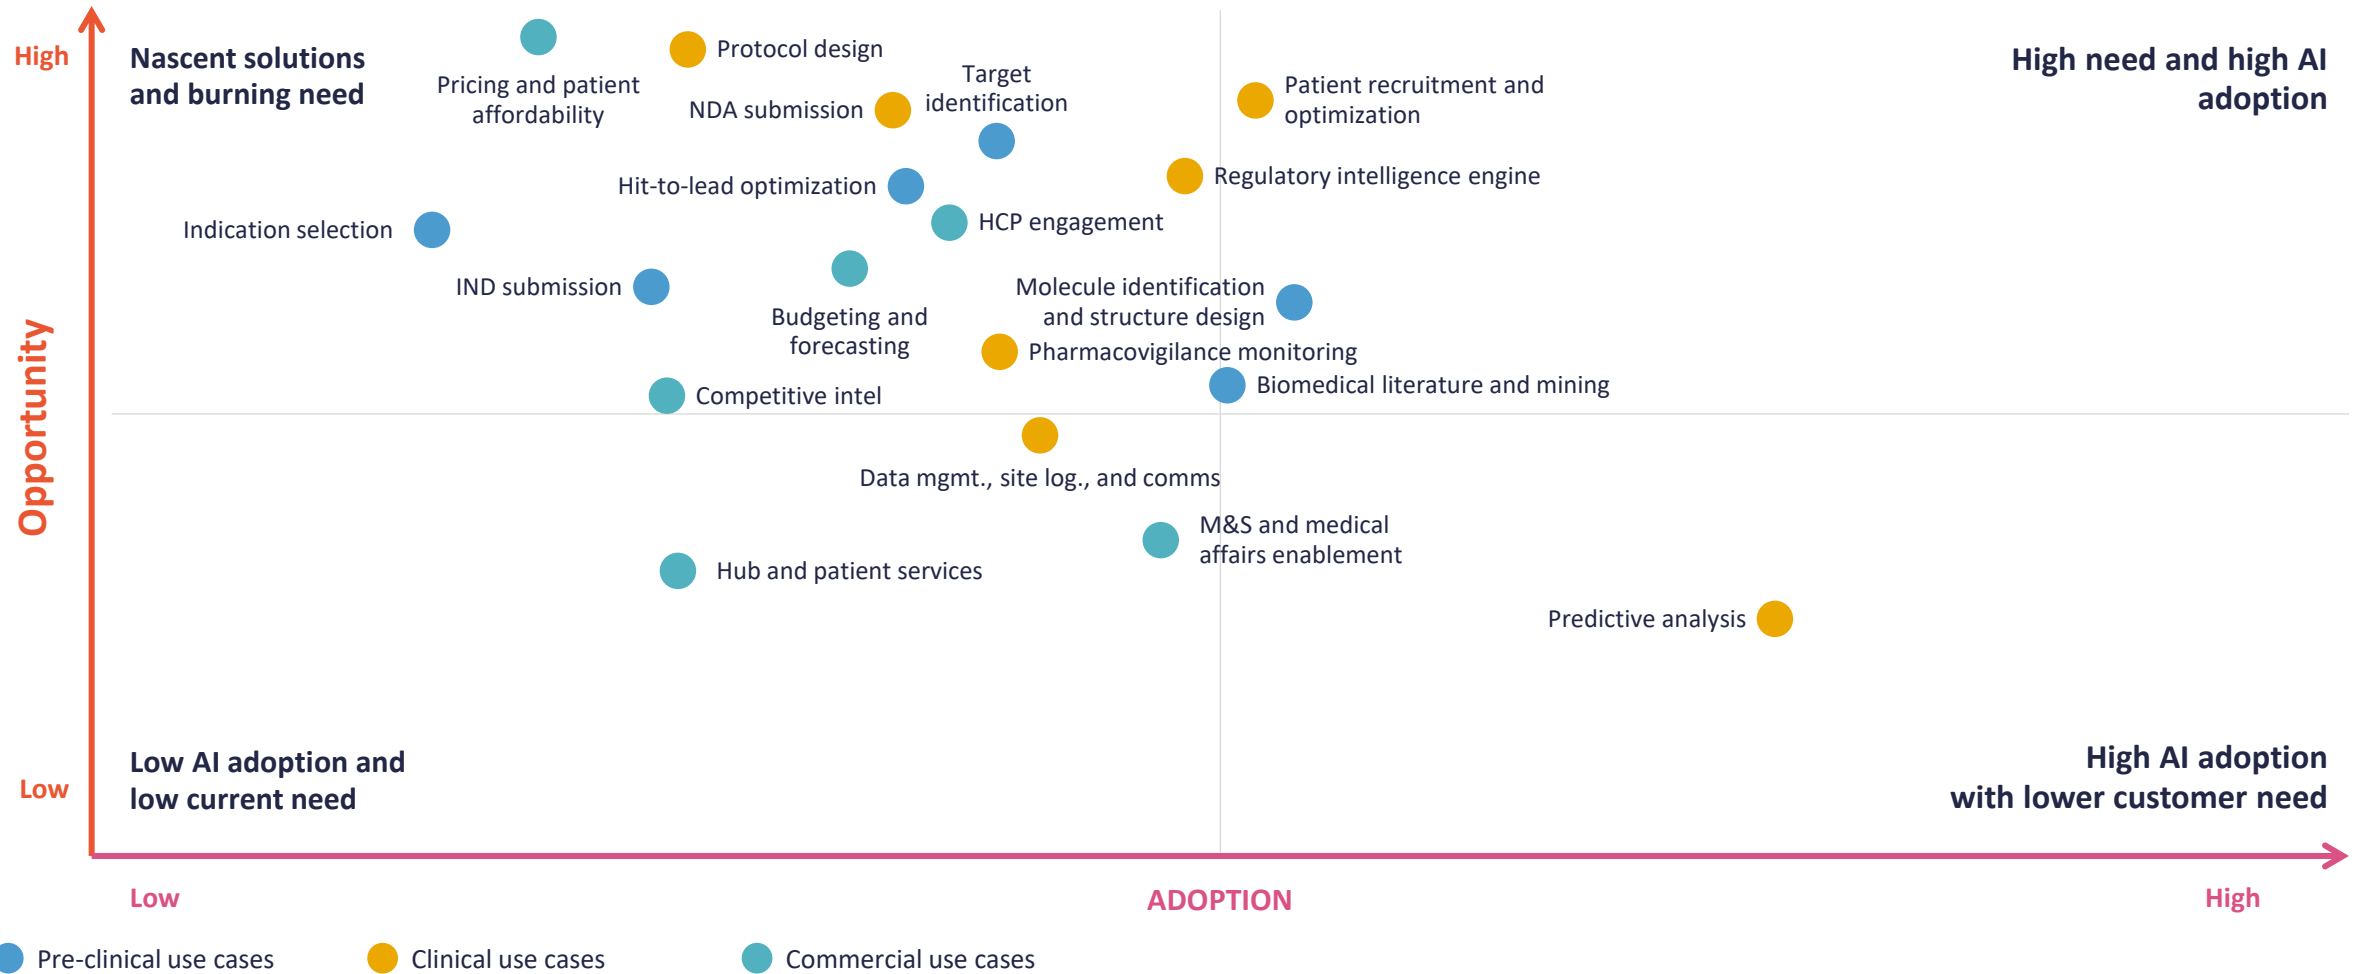 High
Nascent solutions
and burning need
Pricing and patient
affordability
Protocol design
NDA submission
Target
identification
Patient recruitment and
optimization
High need and high AI
adoption
Hit-to-lead optimization
Regulatory intelligence engine
Indication selection
HCP engagement
IND submission
Budgeting and
forecasting
Molecule identification
and structure design
Pharmacovigilance monitoring
Competitive intel
Biomedical literature and mining
Opportunity
Data mgmt., site log., and comms
M&S and medical
affairs enablement
Hub and patient services
Predictive analysis
Low AI adoption and
low current need
High AI adoption
with lower customer need
Low
Low
ADOPTION
High
Pre-clinical use cases
Clinical use cases
Commercial use cases